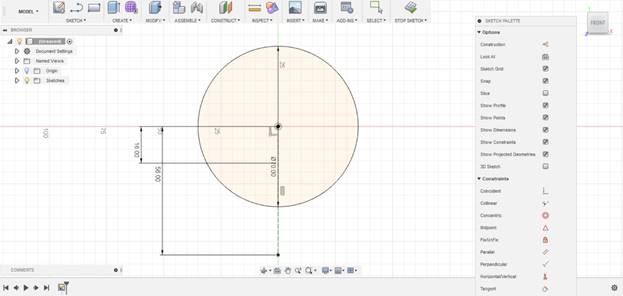 MODEL
SKETCH
CREATE
MODIFY
ASSEMBLE
CONSTRUCT
INSPECT
INSERT
MAKE
ADD-INS
SELECT
STOP SKETCH
BROWSER
(Unsaved)
Document Settings
Named Views
Origin
Sketches
SKETCH PALETTE
Options
Construction
Look At
Sketch Grid
Snap
Slice
Show Profile
Show Points
Show Dimensions
Show Constraints
Show Projected Geometries
3D Sketch
Constraints
Coincident
Collinear
Concentric
Midpoint
Fix/UnFix
Parallel
Perpendicular
Horizontal/Vertical
Tangent
FRONT
Z
X
100
75
25
25
16.00
56.00
Ø70.00
COMMENTS